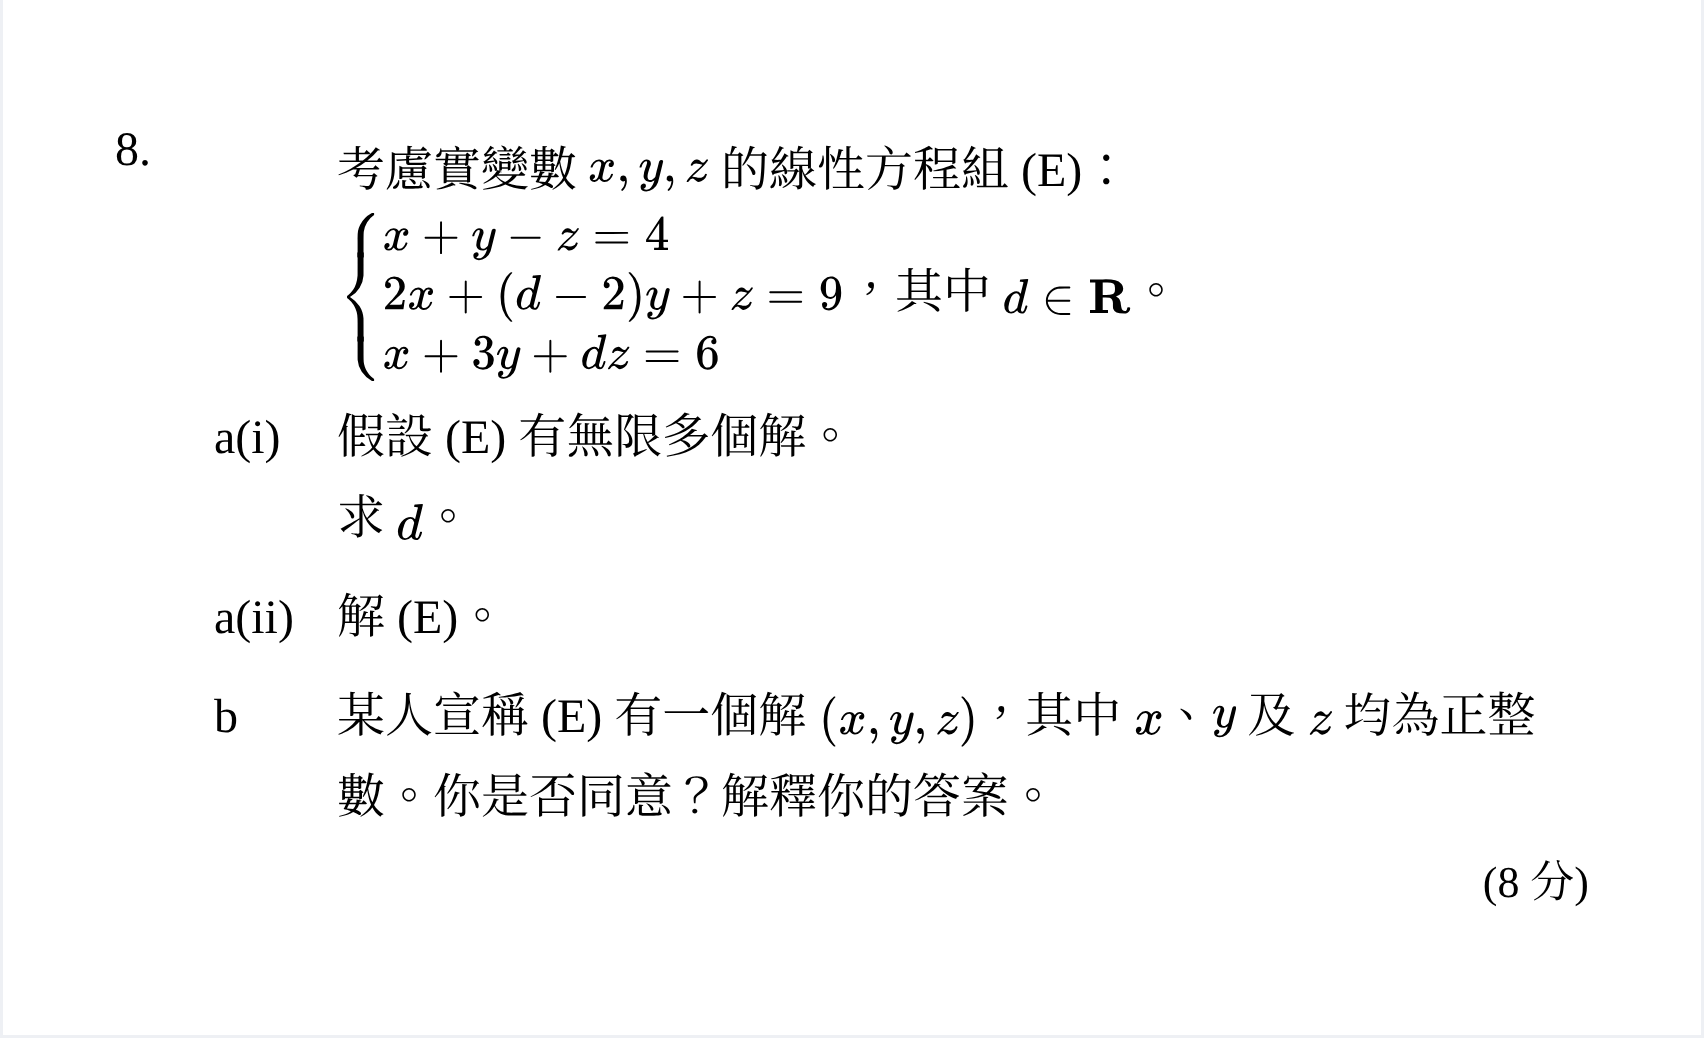 8. 考慮實變數 x, y, z 的線性方程組 (E)：
x + y − z = 4
2x + (d − 2)y + z = 9，其中 d ∈ R。
x + 3y + dz = 6
a(i) 假設 (E) 有無限多個解。
求 d。
a(ii) 解 (E)。
b 某人宣稱 (E) 有一個解 (x, y, z)，其中 x、y 及 z 均為正整
數。你是否同意？解釋你的答案。
(8 分)